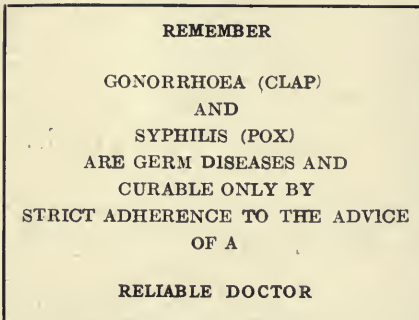 REMEMBER
GONORRHOEA (CLAP)
AND
SYPHILIS (POX)
ARE GERM DISEASES AND
CURABLE ONLY BY
STRICT ADHERENCE TO THE ADVICE
OF A
RELIABLE DOCTOR